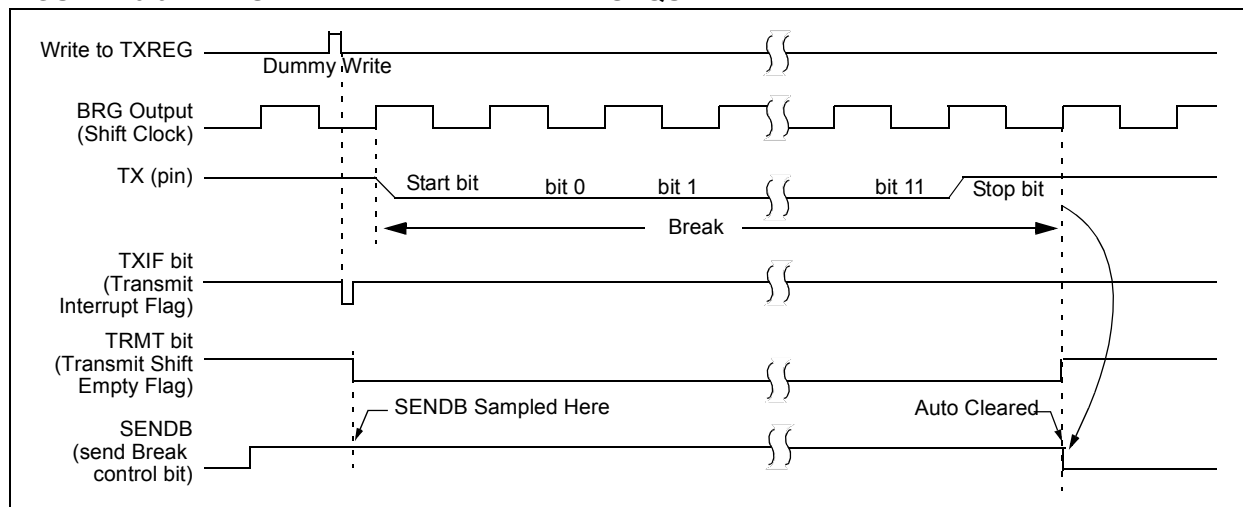 Write to TXREG
Dummy Write
BRG Output
(Shift Clock)
TX (pin)
Start bit
bit 0
bit 1
bit 11
Stop bit
Break
TXIF bit
(Transmit
Interrupt Flag)
TRMT bit
(Transmit Shift
Empty Flag)
SENDB Sampled Here
Auto Cleared
SENDB
(send Break
control bit)